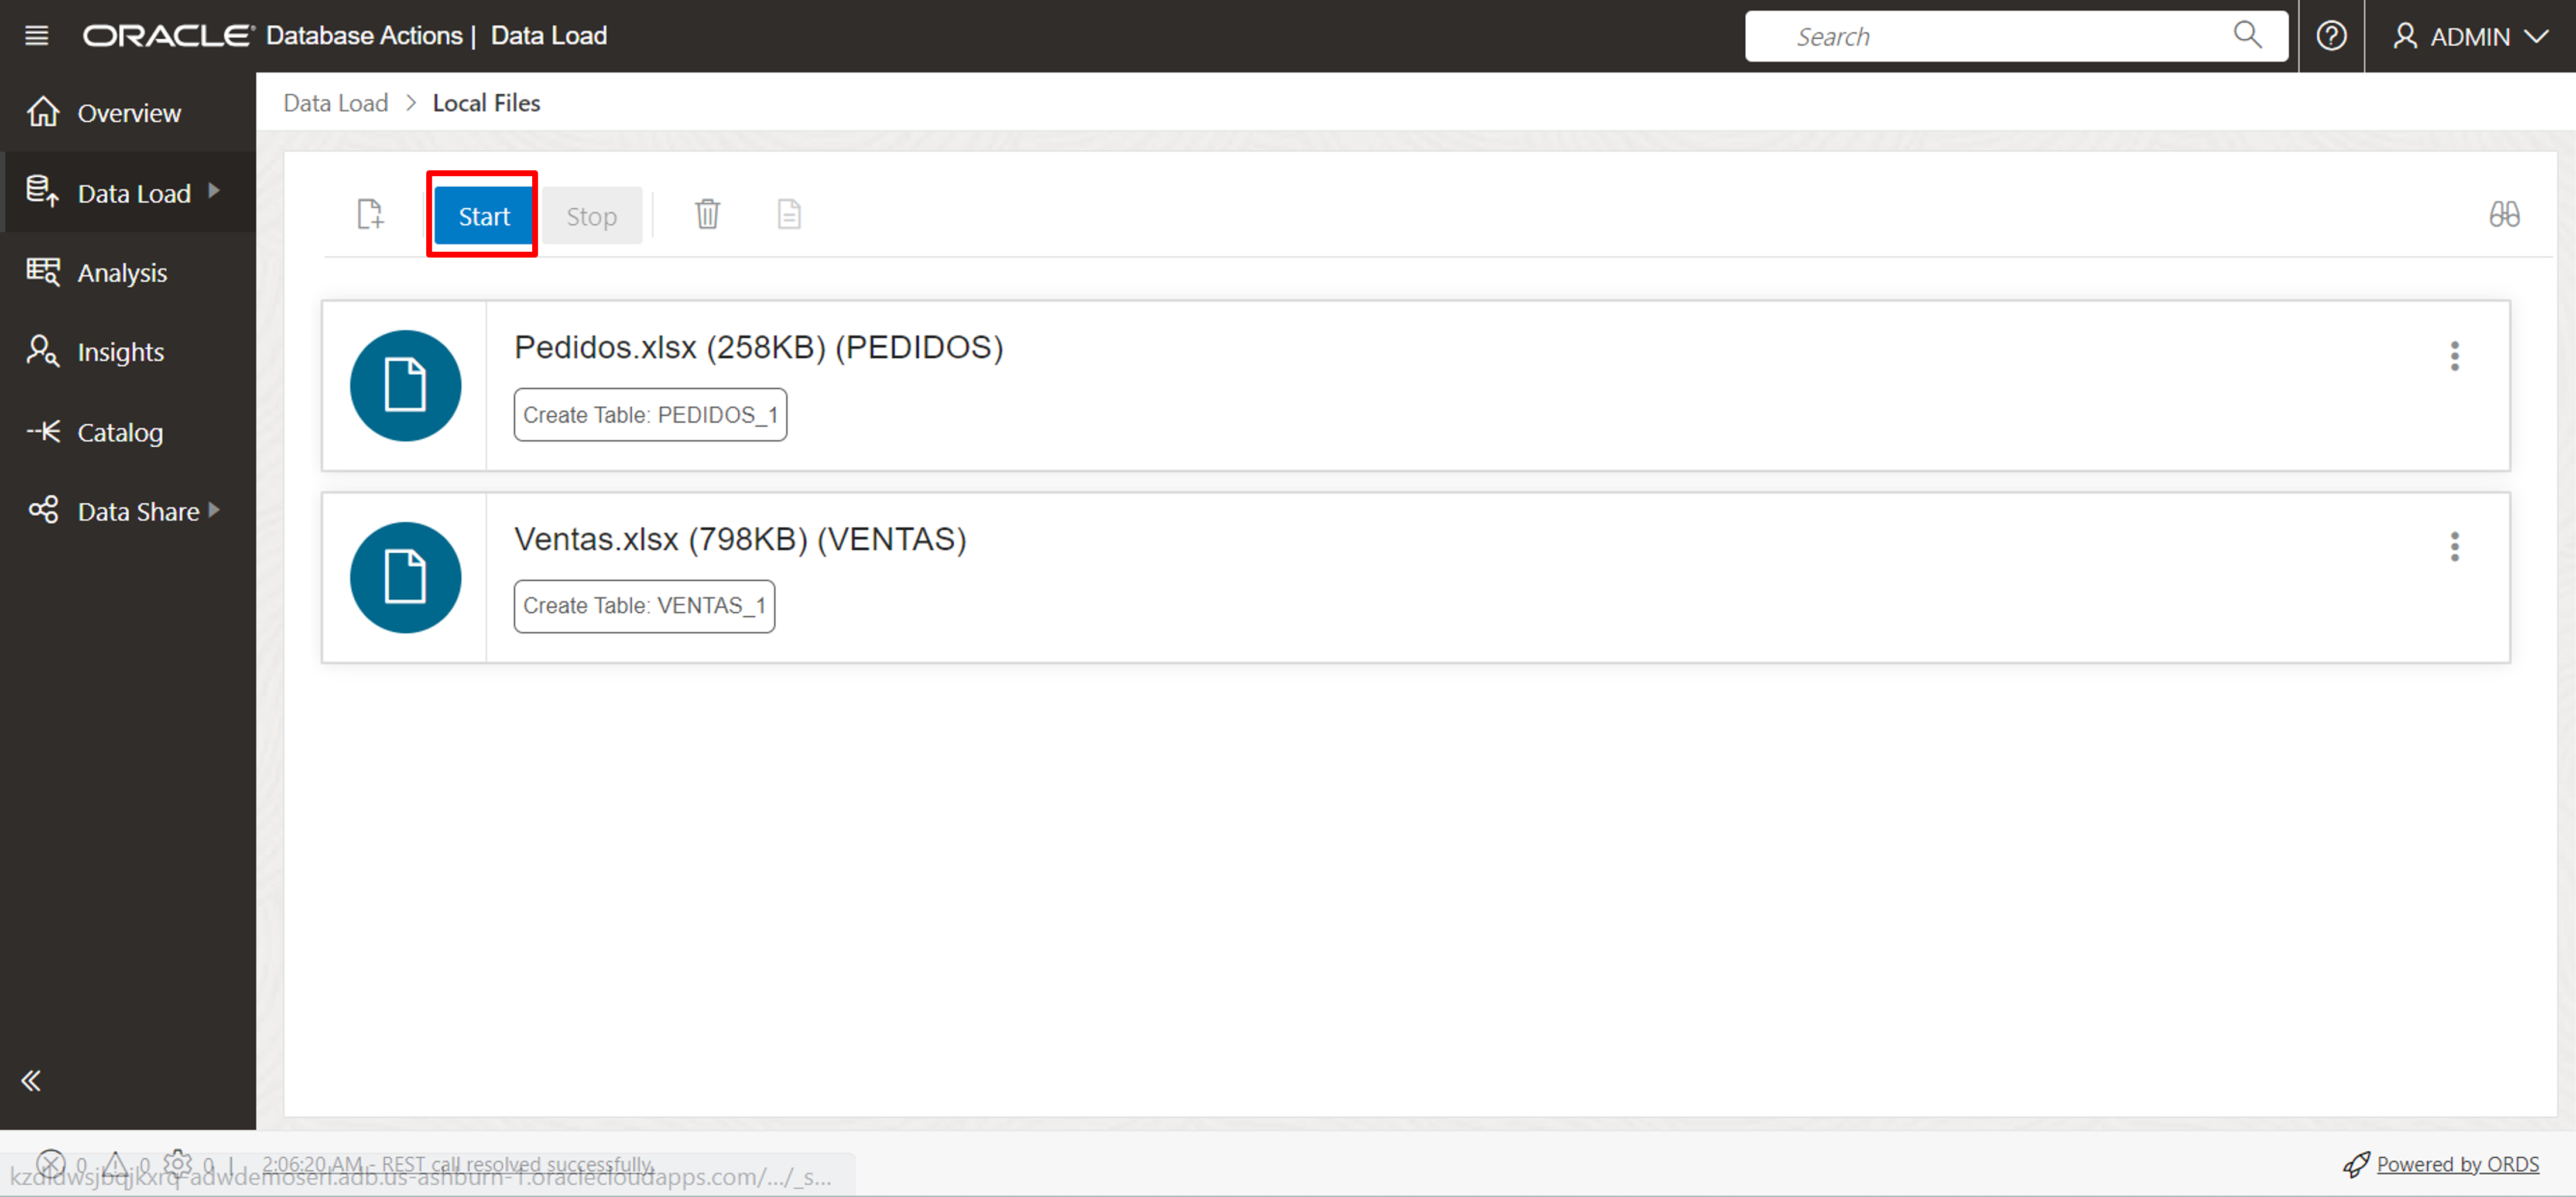 ORACLE Database Actions | Data Load
Search
ADMIN
Overview
Data Load
Analysis
Insights
Catalog
Data Share
Data Load > Local Files
Start
Stop
Pedidos.xlsx (258KB) (PEDIDOS)
Create Table: PEDIDOS_1
Ventas.xlsx (798KB) (VENTAS)
Create Table: VENTAS_1
0 0 0 | 2:06:20 AM - REST call resolved successfully.
adwdemoserl.adb.us-ashburn-1.oraclecloudapps.com/.../_s...
Powered by ORDS